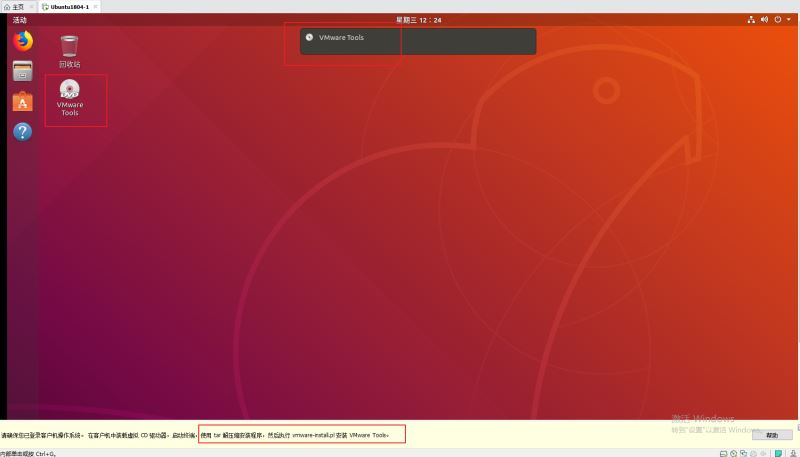 主页
Ubuntu1804-1
活动
星期三 12：24
VMware Tools
回收站
VMware
Tools
激活 Windows
转到"设置"以激活 Windows。
请确保您已登录客户机操作系统。在客户机中装载虚拟 CD 驱动器，启动终端，使用 tar 解压缩安装程序，然后执行 vmware-install.pl 安装 VMware Tools。
帮助
内部单击或按 Ctrl+G。